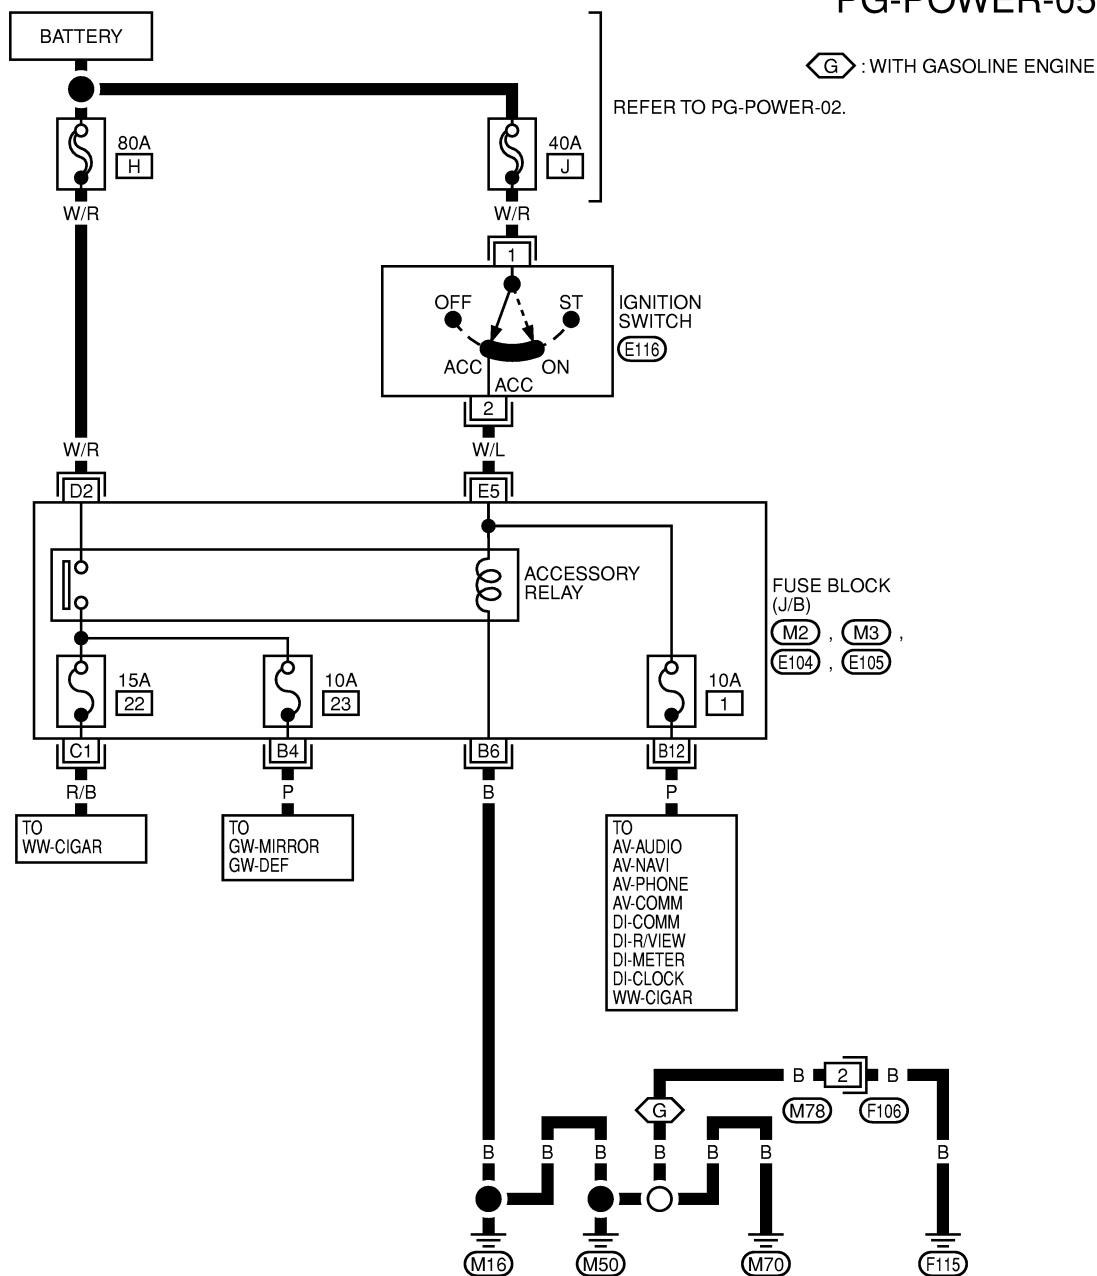 PG-POWER-05
BATTERY
G : WITH GASOLINE ENGINE
REFER TO PG-POWER-02.
80A
H
40A
J
W/R
W/R
1
OFF
ST
IGNITION
SWITCH
E116
ACC
ON
ACC
2
W/R
W/L
D2
E5
ACCESSORY
RELAY
FUSE BLOCK
(J/B)
M2 , M3 ,
E104 , E105
15A
22
10A
23
10A
1
C1
B4
B6
B12
R/B
P
B
P
TO
WW-CIGAR
TO
GW-MIRROR
GW-DEF
TO
AV-AUDIO
AV-NAVI
AV-PHONE
AV-COMM
DI-COMM
DI-R/VIEW
DI-METER
DI-CLOCK
WW-CIGAR
B
2
B
G
M78
F106
B
B
B
B
B
B
B
M16
M50
M70
F115